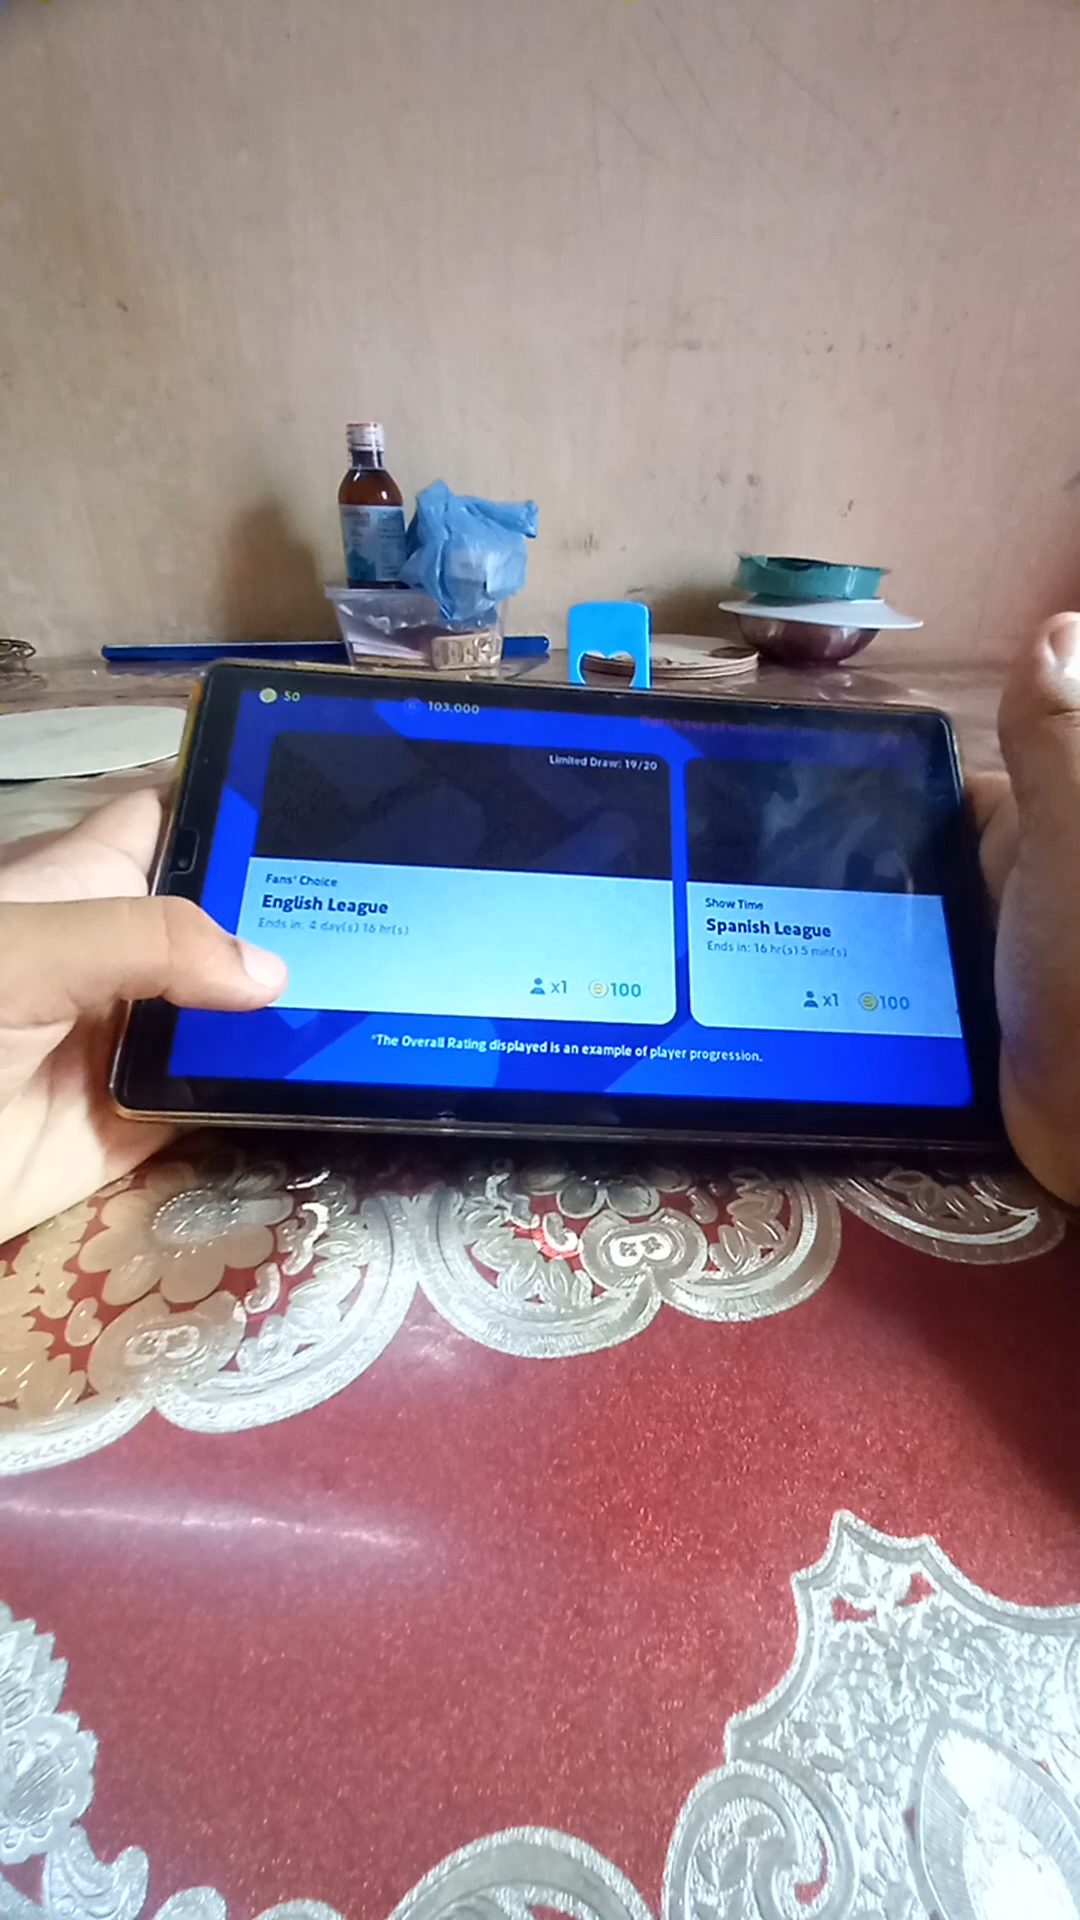 50
103,000
Limited Draw: 19/20
Fans' Choice
English League
Ends in: 4 day(s) 16 hr(s)
x1 100
Show Time
Spanish League
Ends in: 16 hr(s) 5 min(s)
x1 100
*The Overall Rating displayed is an example of player progression.